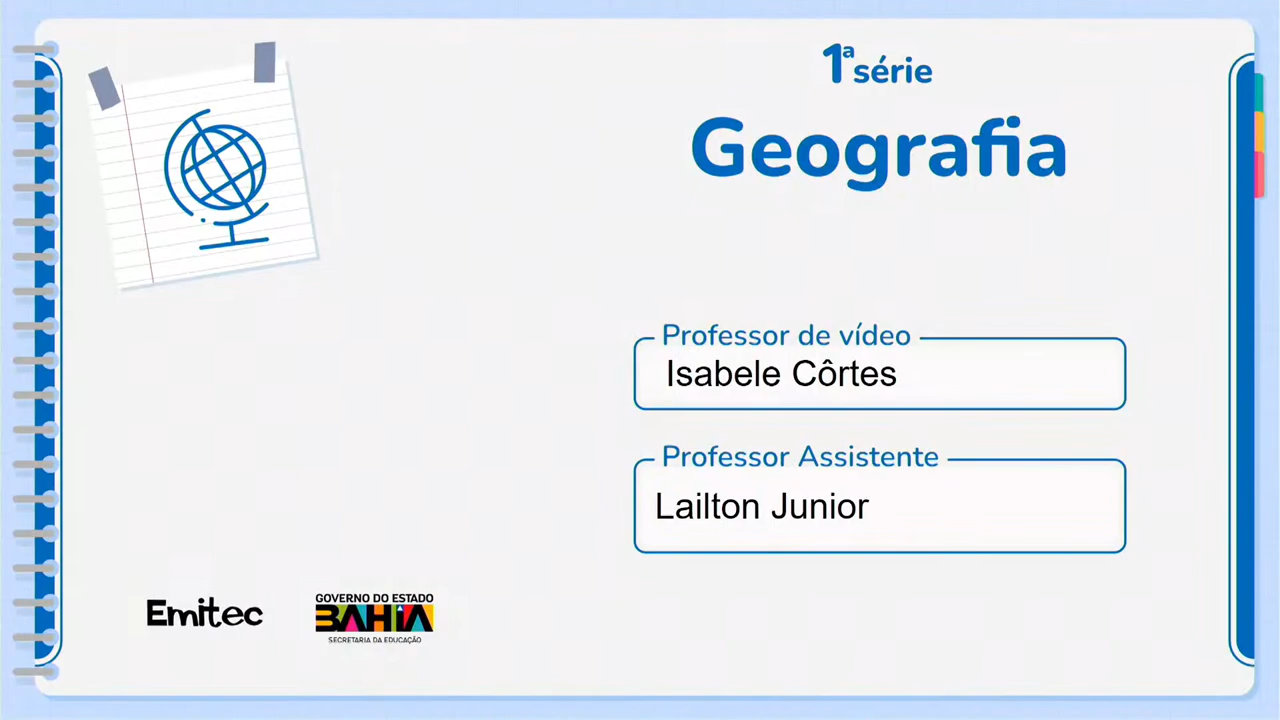 1ª série
Geografia
Professor de vídeo
Isabele Côrtes
Professor Assistente
Lailton Junior
Emitec
GOVERNO DO ESTADO
BAHIA
SECRETARIA DA EDUCAÇÃO